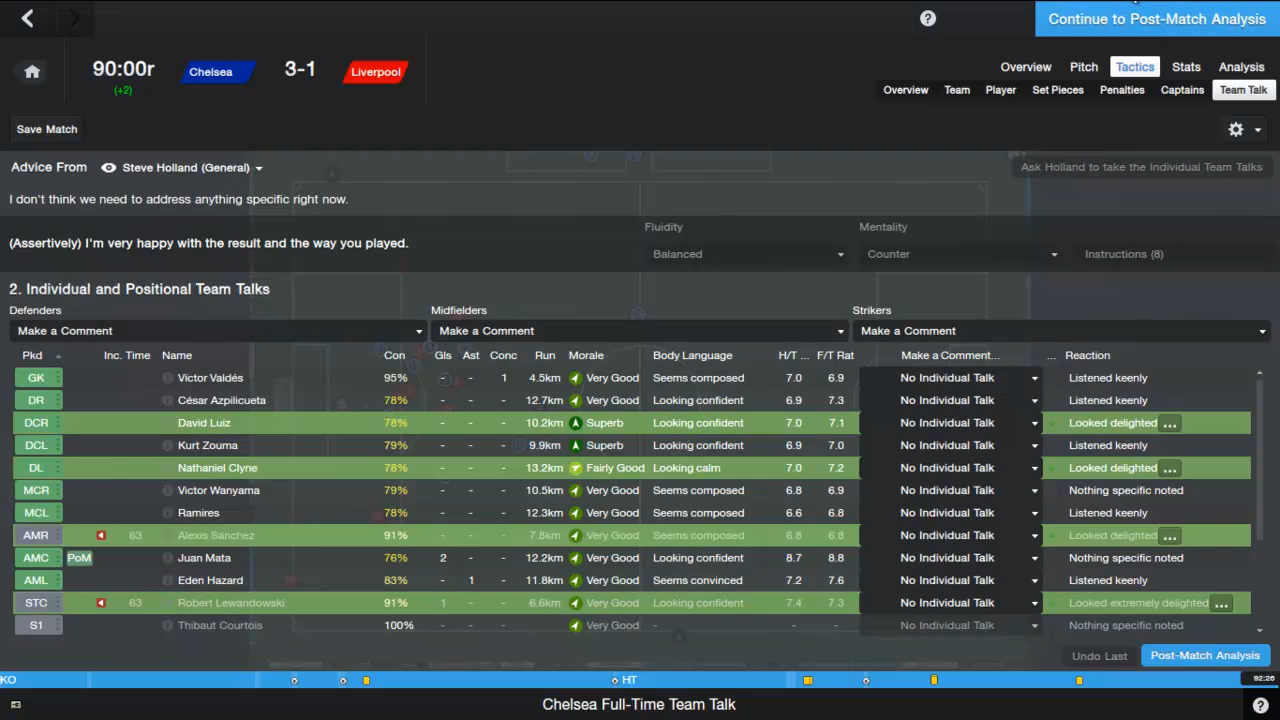 Continue to Post-Match Analysis
90:00r
(+2)
Chelsea 3-1 Liverpool
Overview Pitch Tactics Stats Analysis
Overview Team Player Set Pieces Penalties Captains Team Talk
Save Match
Advice From Steve Holland (General)
Ask Holland to take the Individual Team Talks
I don't think we need to address anything specific right now.
Fluidity Mentality
(Assertively) I'm very happy with the result and the way you played.
Balanced Counter Instructions (8)
2. Individual and Positional Team Talks
Defenders Midfielders Strikers
Make a Comment Make a Comment Make a Comment
Pkd Inc. Time Name Con Gls Ast Conc Run Morale Body Language H/T ... F/T Rat Make a Comment... ... Reaction
GK Víctor Valdés 95% - - 1 4.5km Very Good Seems composed 7.0 6.9 No Individual Talk Listened keenly
DR César Azpilicueta 78% - - - 12.7km Very Good Looking confident 6.9 7.3 No Individual Talk Listened keenly
DCR David Luiz 78% - - - 10.2km Superb Looking confident 7.0 7.1 No Individual Talk Looked delighted ...
DCL Kurt Zouma 79% - - - 9.9km Superb Looking confident 6.9 7.0 No Individual Talk Listened keenly
DL Nathaniel Clyne 78% - - - 13.2km Fairly Good Looking calm 7.0 7.2 No Individual Talk Looked delighted ...
MCR Victor Wanyama 79% - - - 10.5km Very Good Seems composed 6.8 6.9 No Individual Talk Nothing specific noted
MCL Ramires 78% - - - 12.3km Very Good Seems composed 6.6 6.8 No Individual Talk Listened keenly
AMR 63 Alexis Sánchez 91% - - - 7.8km Very Good Seems composed 6.8 6.8 No Individual Talk Looked delighted ...
AMC PoM Juan Mata 76% 2 - - 12.2km Very Good Looking confident 8.7 8.8 No Individual Talk Nothing specific noted
AML Eden Hazard 83% - 1 - 11.8km Very Good Seems convinced 7.2 7.6 No Individual Talk Listened keenly
STC 63 Robert Lewandowski 91% 1 - - 6.6km Very Good Looking confident 7.4 7.3 No Individual Talk Looked extremely delighted ...
S1 Thibaut Courtois 100% Very Good - - - No Individual Talk Nothing specific noted
Undo Last Post-Match Analysis
KO HT 92:26
Chelsea Full-Time Team Talk